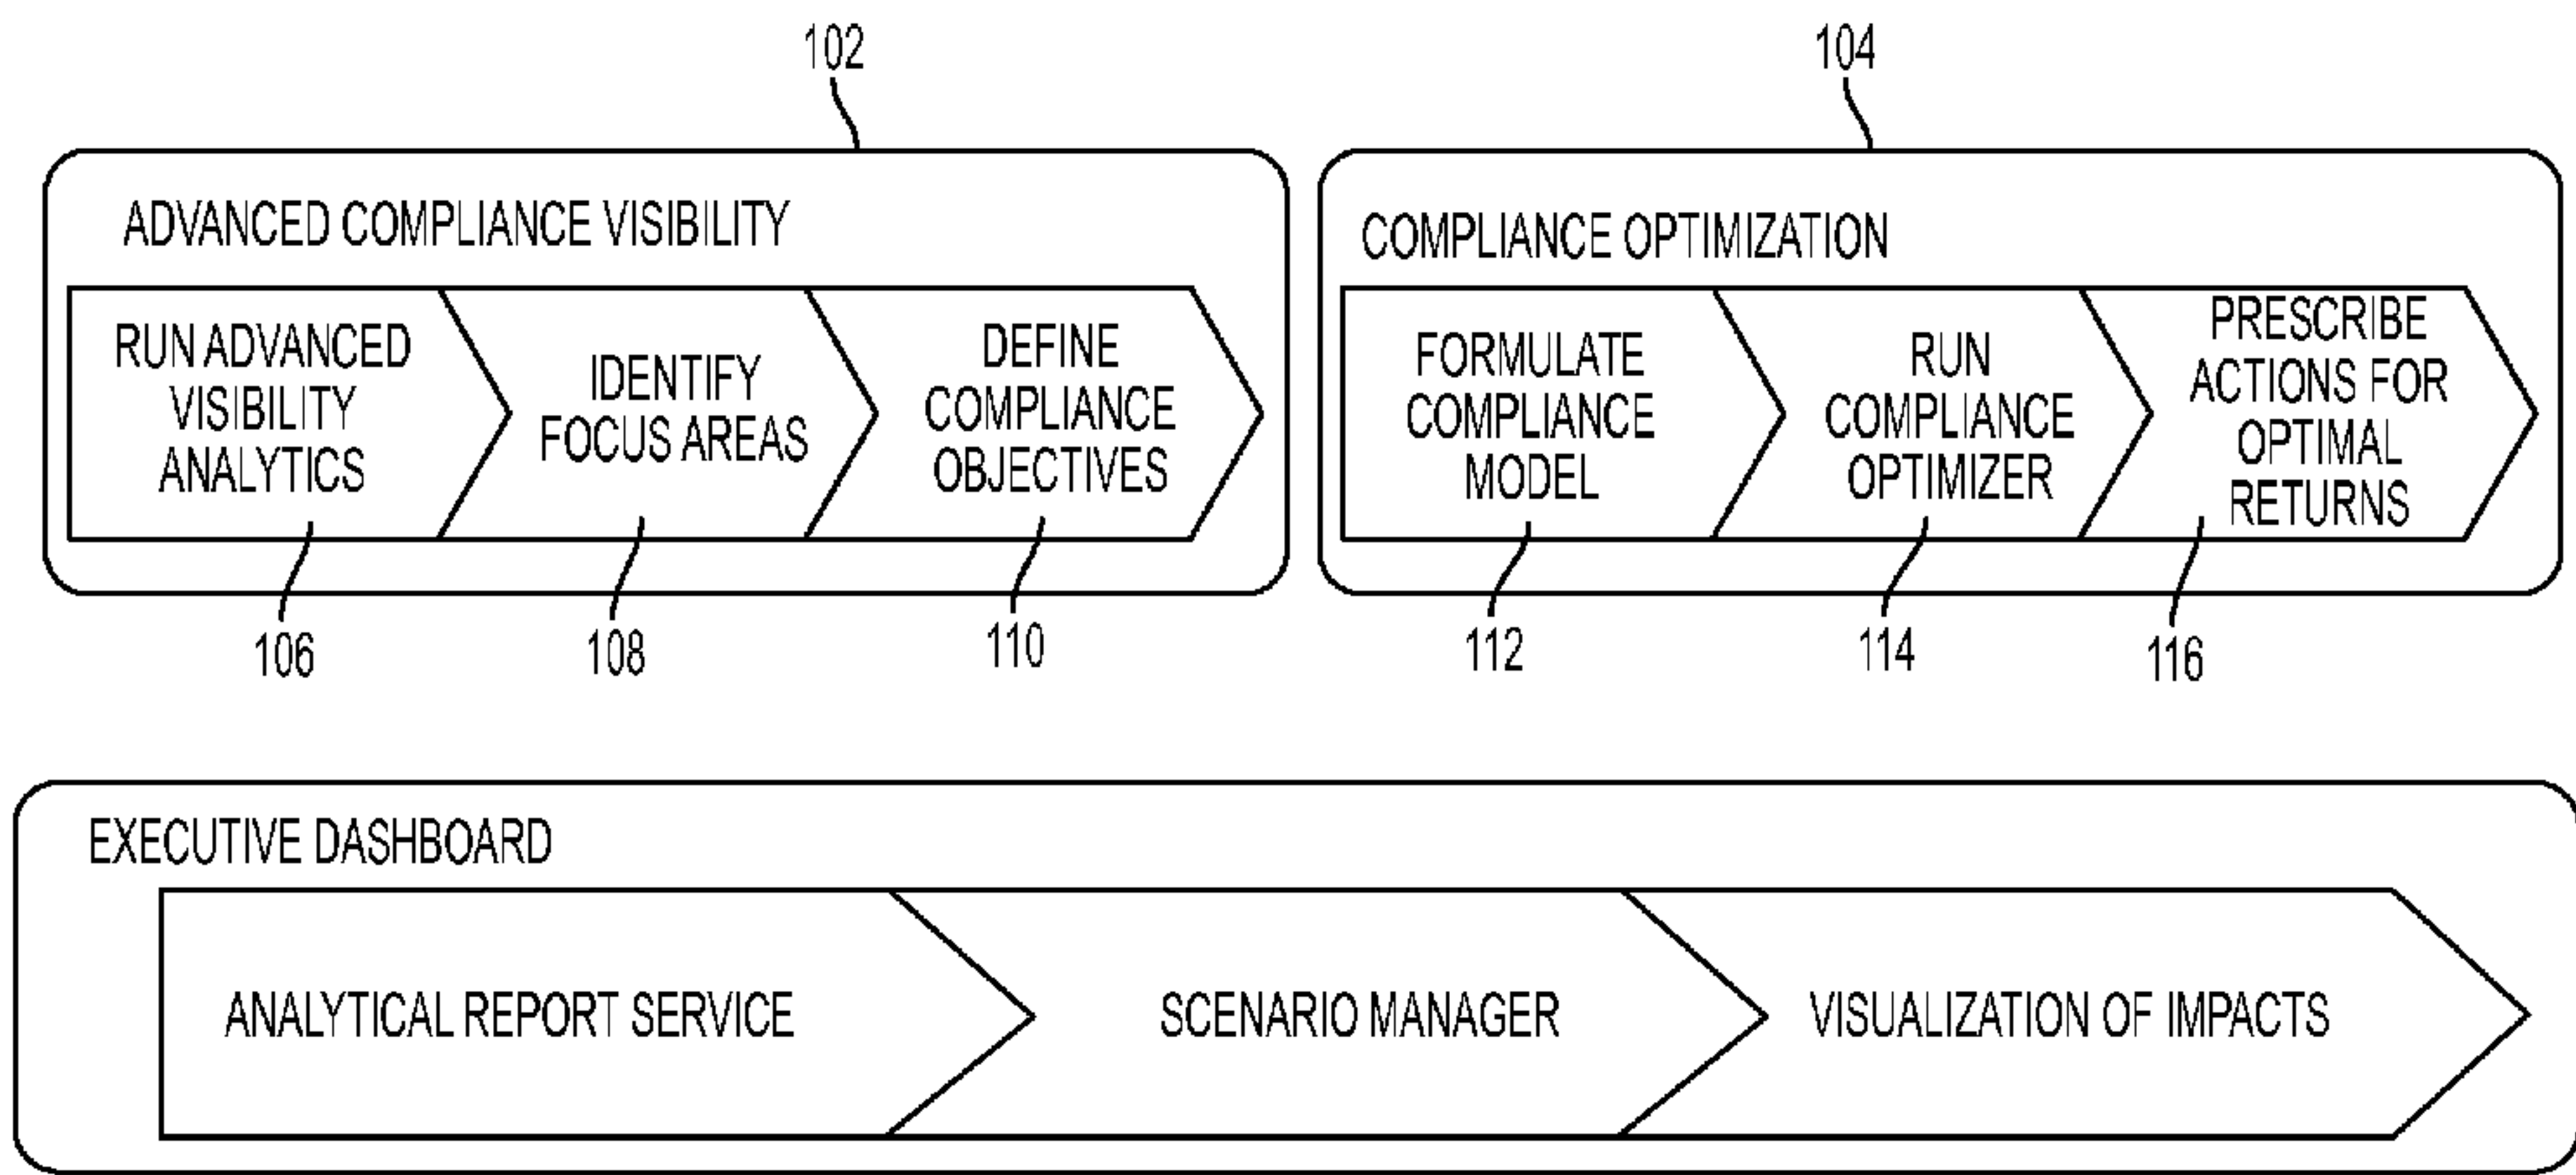 102
104
ADVANCED COMPLIANCE VISIBILITY
RUN ADVANCED
VISIBILITY
ANALYTICS
IDENTIFY
FOCUS AREAS
DEFINE
COMPLIANCE
OBJECTIVES
106
108
110
COMPLIANCE OPTIMIZATION
FORMULATE
COMPLIANCE
MODEL
RUN
COMPLIANCE
OPTIMIZER
PRESCRIBE
ACTIONS FOR
OPTIMAL
RETURNS
112
114
116
EXECUTIVE DASHBOARD
ANALYTICAL REPORT SERVICE
SCENARIO MANAGER
VISUALIZATION OF IMPACTS